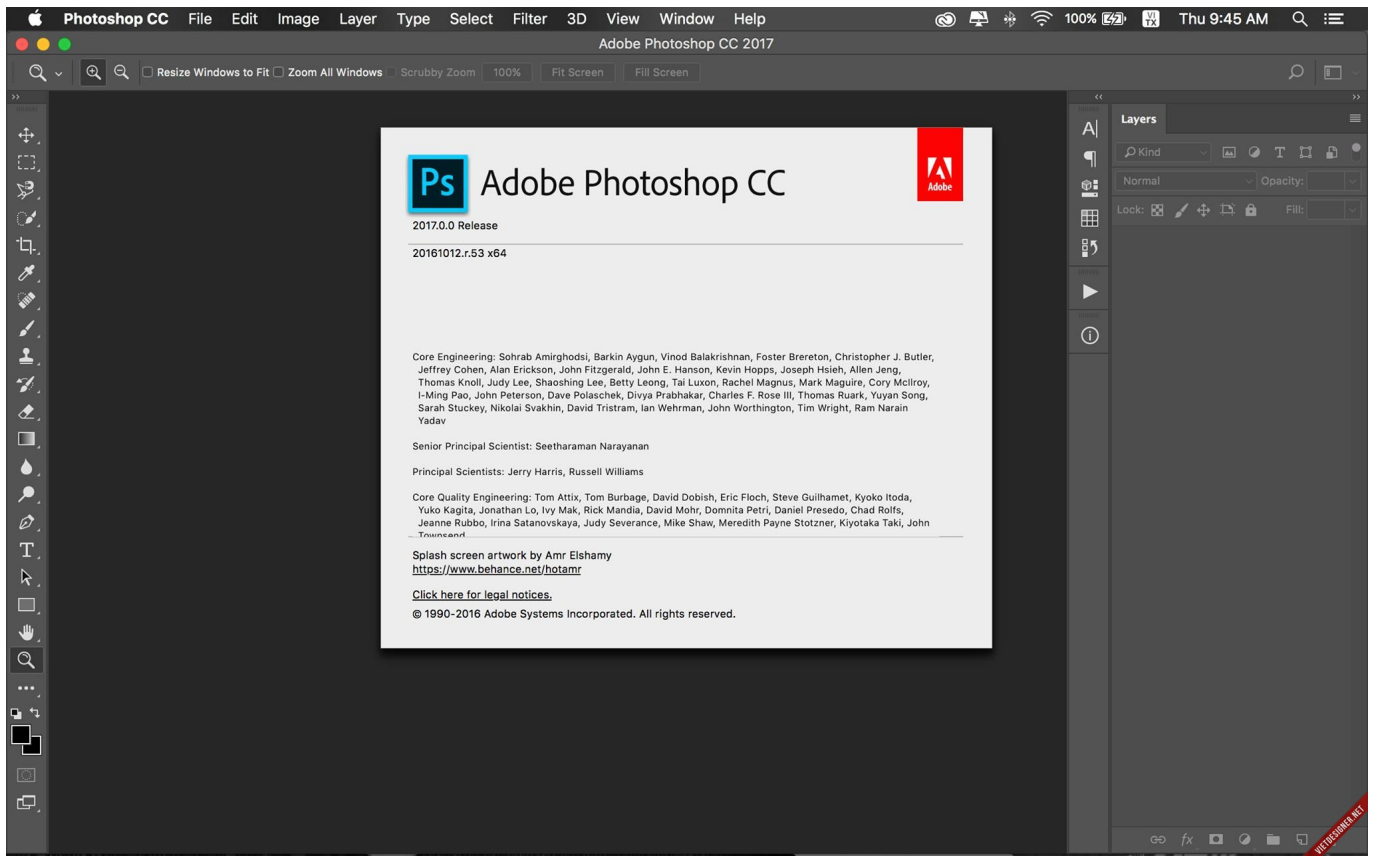 Photoshop CC File Edit Image Layer Type Select Filter 3D View Window Help 100% VI TX Thu 9:45 AM
Adobe Photoshop CC 2017
Resize Windows to Fit Zoom All Windows Scrubby Zoom 100% Fit Screen Fill Screen
Layers
Kind
Normal Opacity:
Lock: Fill:
Ps Adobe Photoshop CC
Adobe
2017.0.0 Release
20161012.r.53 x64
Core Engineering: Sohrab Amirghodsi, Barkin Aygun, Vinod Balakrishnan, Foster Brereton, Christopher J. Butler,
Jeffrey Cohen, Alan Erickson, John Fitzgerald, John E. Hanson, Kevin Hopps, Joseph Hsieh, Allen Jeng,
Thomas Knoll, Judy Lee, Shaoshing Lee, Betty Leong, Tai Luxon, Rachel Magnus, Mark Maguire, Cory McIlroy,
I-Ming Pao, John Peterson, Dave Polaschek, Divya Prabhakar, Charles F. Rose III, Thomas Ruark, Yuyan Song,
Sarah Stuckey, Nikolai Svakhin, David Tristram, Ian Wehrman, John Worthington, Tim Wright, Ram Narain
Yadav
Senior Principal Scientist: Seetharaman Narayanan
Principal Scientists: Jerry Harris, Russell Williams
Core Quality Engineering: Tom Attix, Tom Burbage, David Dobish, Eric Floch, Steve Guilhamet, Kyoko Itoda,
Yuko Kagita, Jonathan Lo, Ivy Mak, Rick Mandia, David Mohr, Domnita Petri, Daniel Presedo, Chad Rolfs,
Jeanne Rubbo, Irina Satanovskaya, Judy Severance, Mike Shaw, Meredith Payne Stotzner, Kiyotaka Taki, John
Townsend
Splash screen artwork by Amr Elshamy
https://www.behance.net/hotamr
Click here for legal notices.
© 1990-2016 Adobe Systems Incorporated. All rights reserved.
fx
VIETDESIGNER.NET